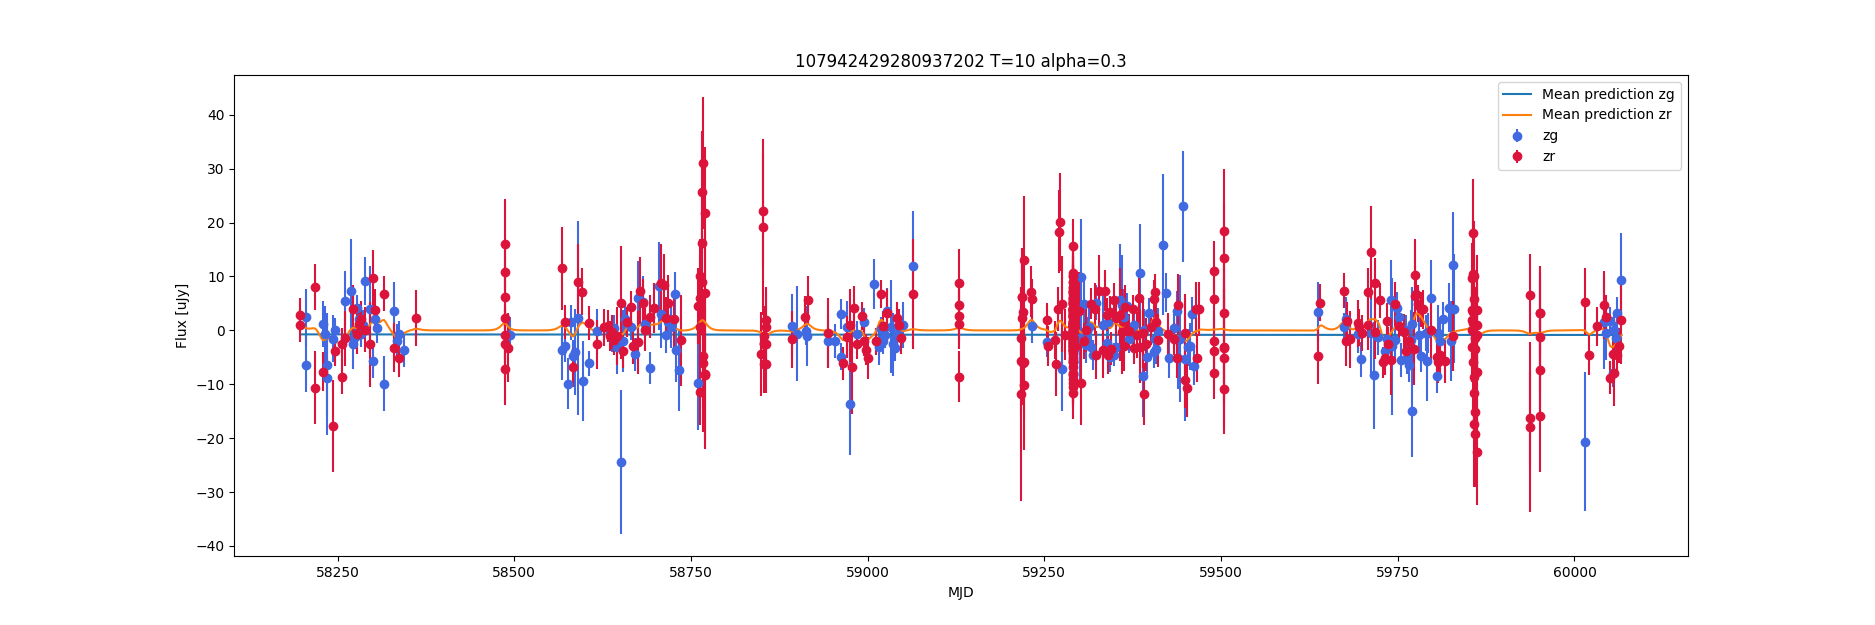 107942429280937202 T=10 alpha=0.3
Mean prediction zg
Mean prediction zr
zg
zr
Flux [uJy]
40
30
20
10
0
−10
−20
−30
−40
58250 58500 58750 59000 59250 59500 59750 60000
MJD